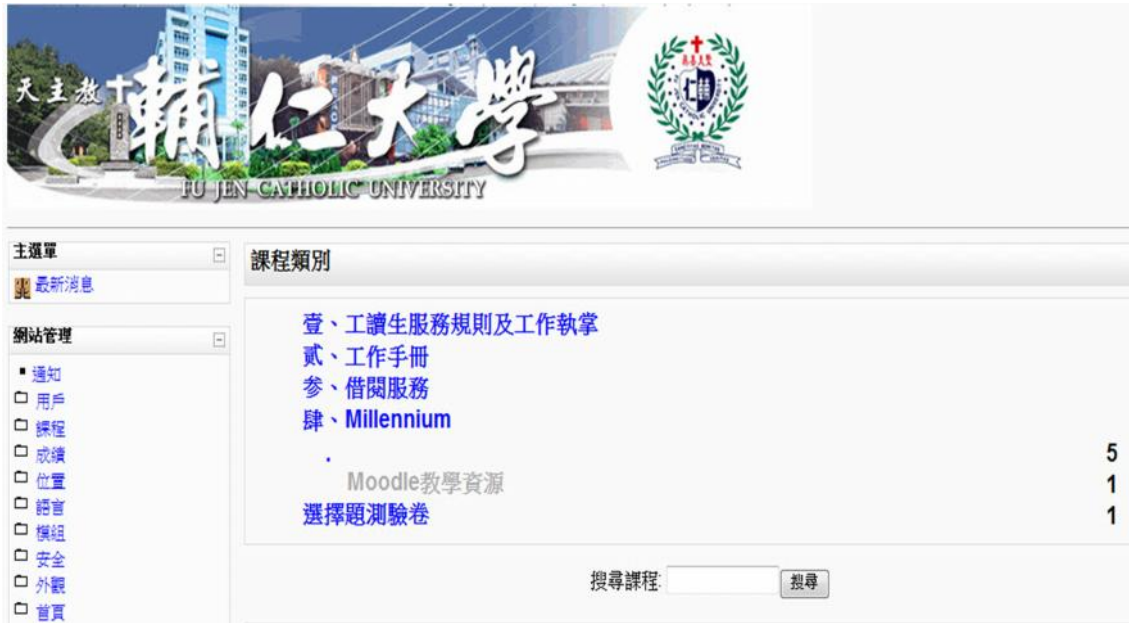 天主教
輔仁大學
FU JEN CATHOLIC UNIVERSITY
主選單
最新消息
網站管理
通知
用戶
課程
成績
位置
語言
模組
安全
外觀
首頁
課程類別
壹、工讀生服務規則及工作執掌
貳、工作手冊
参、借閱服務
肆、Millennium
. 5
Moodle教學資源 1
選擇題測驗卷 1
搜尋課程: 搜尋